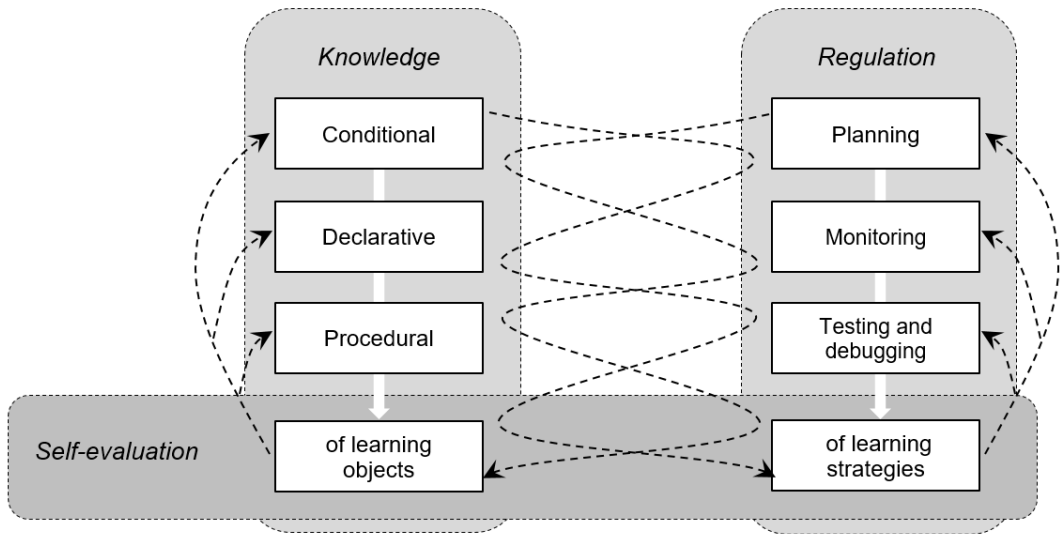 Knowledge
Regulation
Conditional
Planning
Declarative
Monitoring
Procedural
Testing and
debugging
Self-evaluation
of learning
objects
of learning
strategies